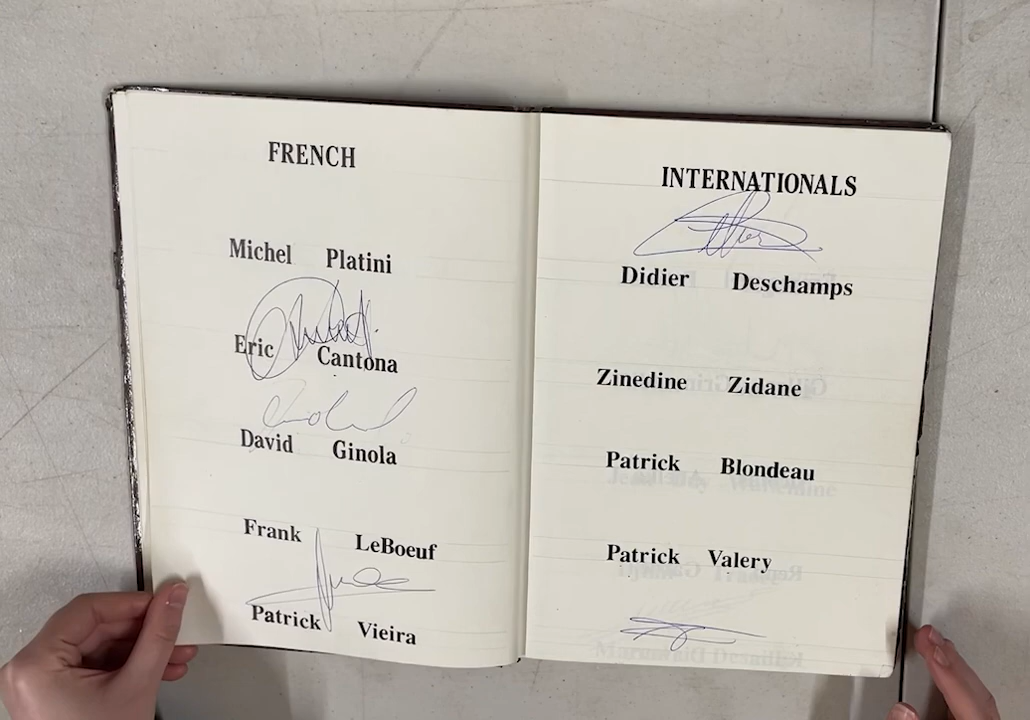 FRENCH
Michel Platini
Eric Cantona
David Ginola
Frank LeBoeuf
Patrick Vieira
INTERNATIONALS
Didier Deschamps
Zinedine Zidane
Patrick Blondeau
Patrick Valery